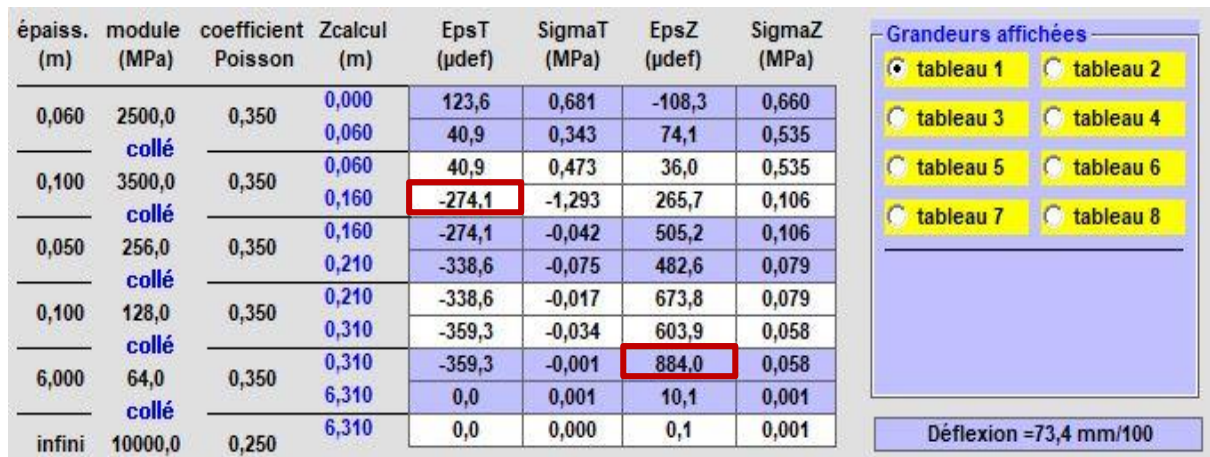 épaiss. module coefficient Zcalcul EpsT SigmaT EpsZ SigmaZ
(m) (MPa) Poisson (m) (µdef) (MPa) (µdef) (MPa)
0,000 123,6 0,681 -108,3 0,660
0,060 2500,0 0,350
0,060 40,9 0,343 74,1 0,535
collé
0,060 40,9 0,473 36,0 0,535
0,100 3500,0 0,350
0,160 -274,1 -1,293 265,7 0,106
collé
0,160 -274,1 -0,042 505,2 0,106
0,050 256,0 0,350
0,210 -338,6 -0,075 482,6 0,079
collé
0,210 -338,6 -0,017 673,8 0,079
0,100 128,0 0,350
0,310 -359,3 -0,034 603,9 0,058
collé
0,310 -359,3 -0,001 884,0 0,058
6,000 64,0 0,350
6,310 0,0 0,001 10,1 0,001
collé
6,310 0,0 0,000 0,1 0,001
infini 10000,0 0,250
Grandeurs affichées
tableau 1 tableau 2
tableau 3 tableau 4
tableau 5 tableau 6
tableau 7 tableau 8
Déflexion =73,4 mm/100